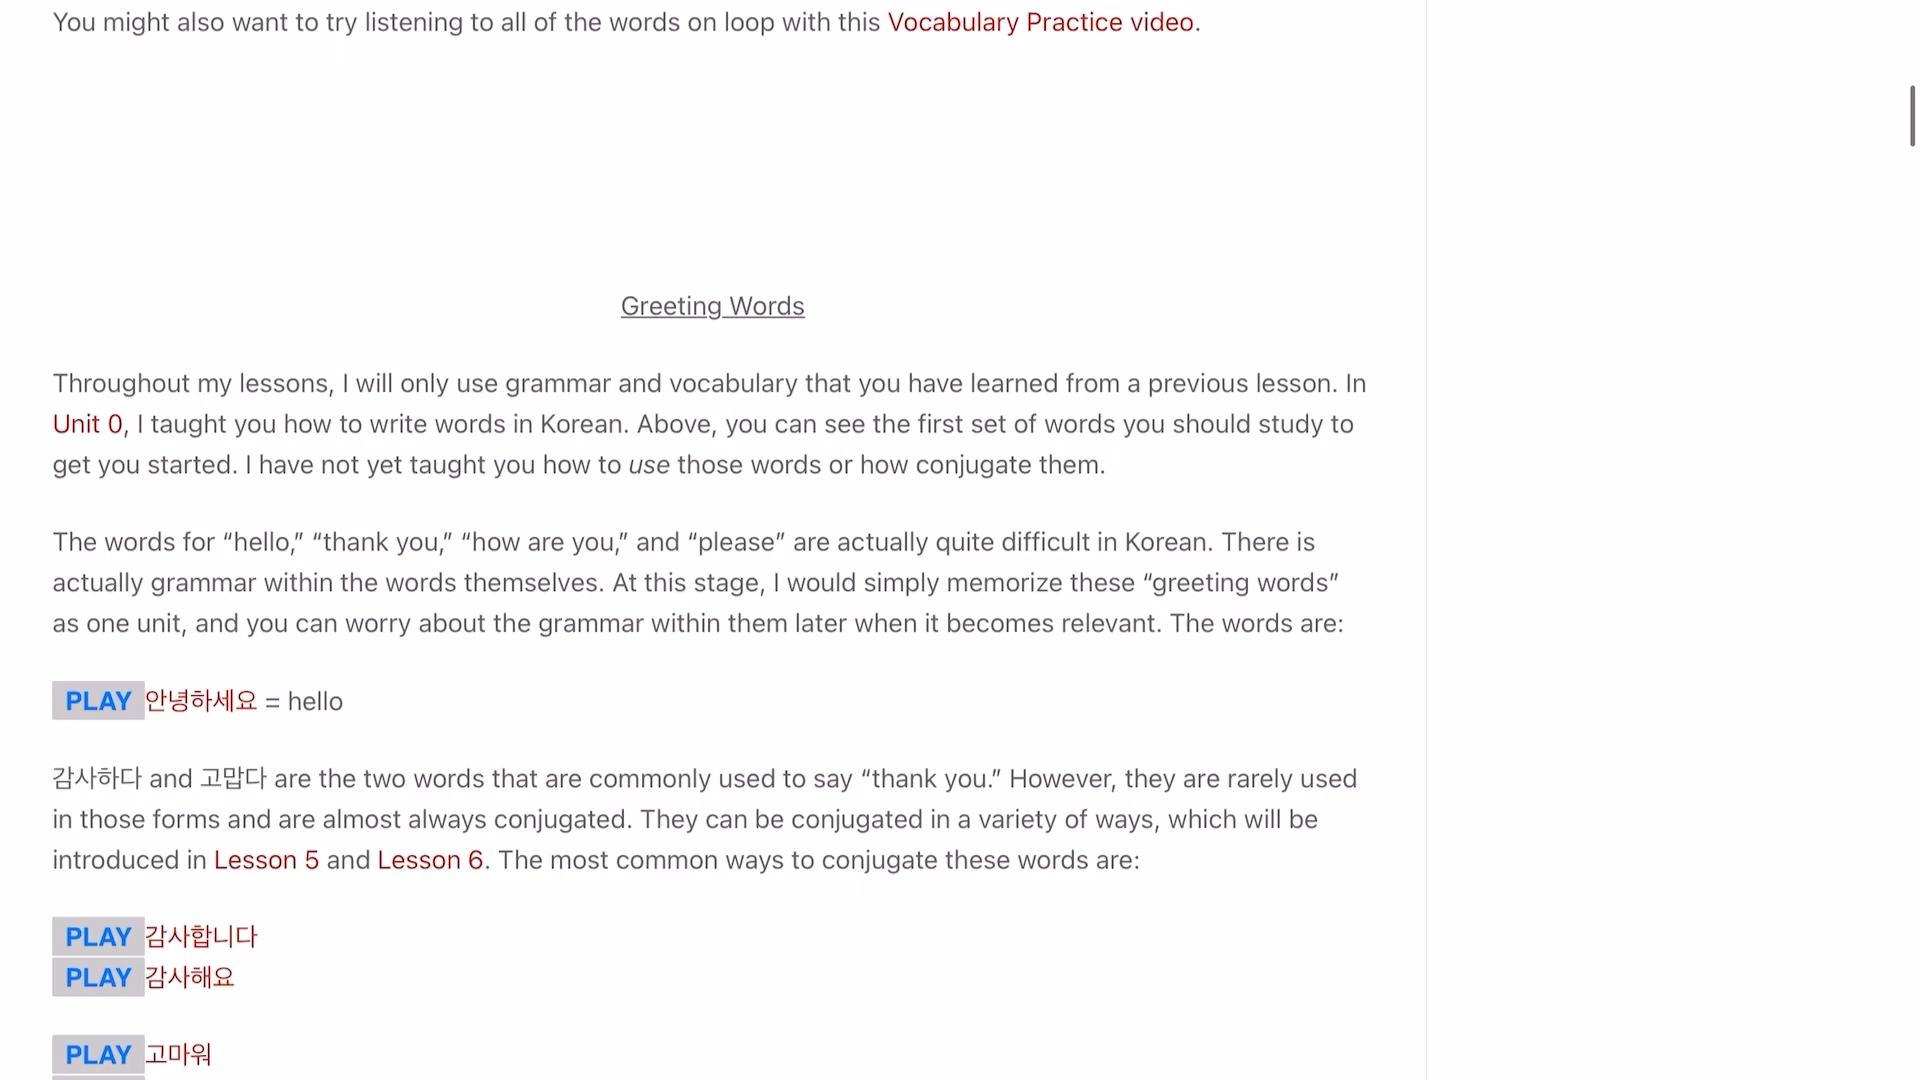 You might also want to try listening to all of the words on loop with this Vocabulary Practice video.
Greeting Words
Throughout my lessons, I will only use grammar and vocabulary that you have learned from a previous lesson. In
Unit 0, I taught you how to write words in Korean. Above, you can see the first set of words you should study to
get you started. I have not yet taught you how to use those words or how conjugate them.
The words for “hello,” “thank you,” “how are you,” and “please” are actually quite difficult in Korean. There is
actually grammar within the words themselves. At this stage, I would simply memorize these “greeting words”
as one unit, and you can worry about the grammar within them later when it becomes relevant. The words are:
PLAY 안녕하세요 = hello
감사하다 and 고맙다 are the two words that are commonly used to say “thank you.” However, they are rarely used
in those forms and are almost always conjugated. They can be conjugated in a variety of ways, which will be
introduced in Lesson 5 and Lesson 6. The most common ways to conjugate these words are:
PLAY 감사합니다
PLAY 감사해요
PLAY 고마워